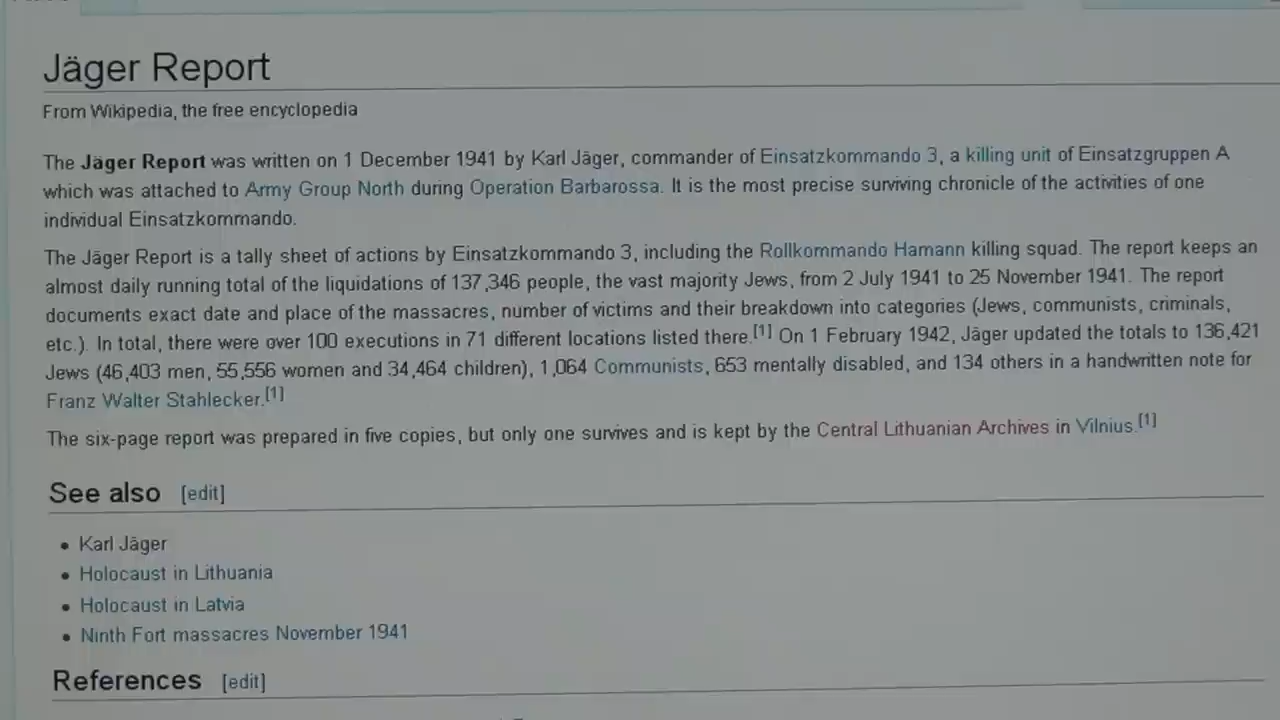 Jäger Report
From Wikipedia, the free encyclopedia
The Jäger Report was written on 1 December 1941 by Karl Jäger, commander of Einsatzkommando 3, a killing unit of Einsatzgruppen A
which was attached to Army Group North during Operation Barbarossa. It is the most precise surviving chronicle of the activities of one
individual Einsatzkommando.
The Jäger Report is a tally sheet of actions by Einsatzkommando 3, including the Rollkommando Hamann killing squad. The report keeps an
almost daily running total of the liquidations of 137,346 people, the vast majority Jews, from 2 July 1941 to 25 November 1941. The report
documents exact date and place of the massacres, number of victims and their breakdown into categories (Jews, communists, criminals,
etc.). In total, there were over 100 executions in 71 different locations listed there.[1] On 1 February 1942, Jäger updated the totals to 136,421
Jews (46,403 men, 55,556 women and 34,464 children), 1,064 Communists, 653 mentally disabled, and 134 others in a handwritten note for
Franz Walter Stahlecker.[1]
The six-page report was prepared in five copies, but only one survives and is kept by the Central Lithuanian Archives in Vilnius.[1]
See also [edit]
• Karl Jäger
• Holocaust in Lithuania
• Holocaust in Latvia
• Ninth Fort massacres November 1941
References [edit]